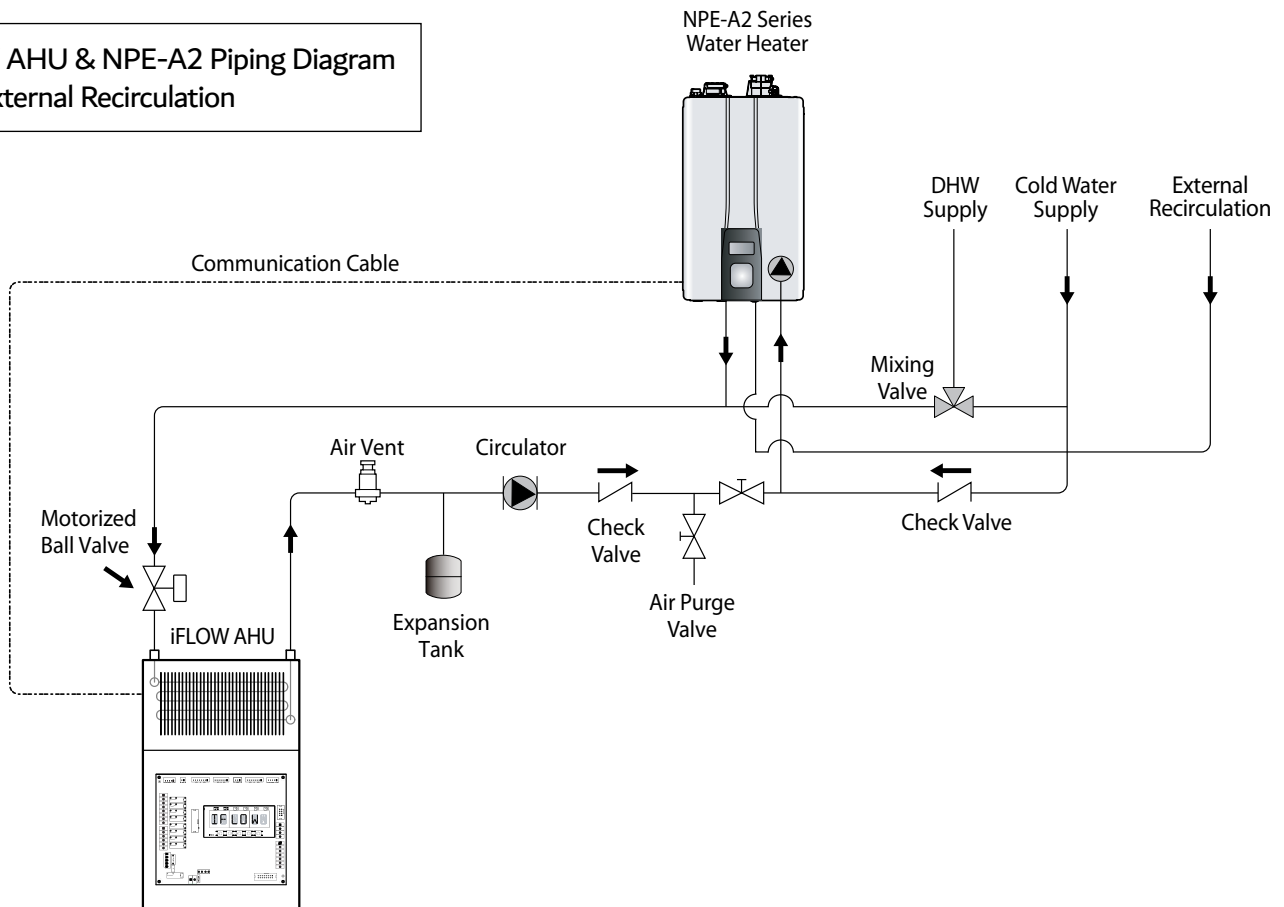 AHU & NPE-A2 Piping Diagram
xternal Recirculation
NPE-A2 Series
Water Heater
DHW
Supply
Cold Water
Supply
External
Recirculation
Communication Cable
Mixing
Valve
Air Vent
Circulator
Motorized
Ball Valve
Check
Valve
Check Valve
Air Purge
Valve
Expansion
Tank
iFLOW AHU